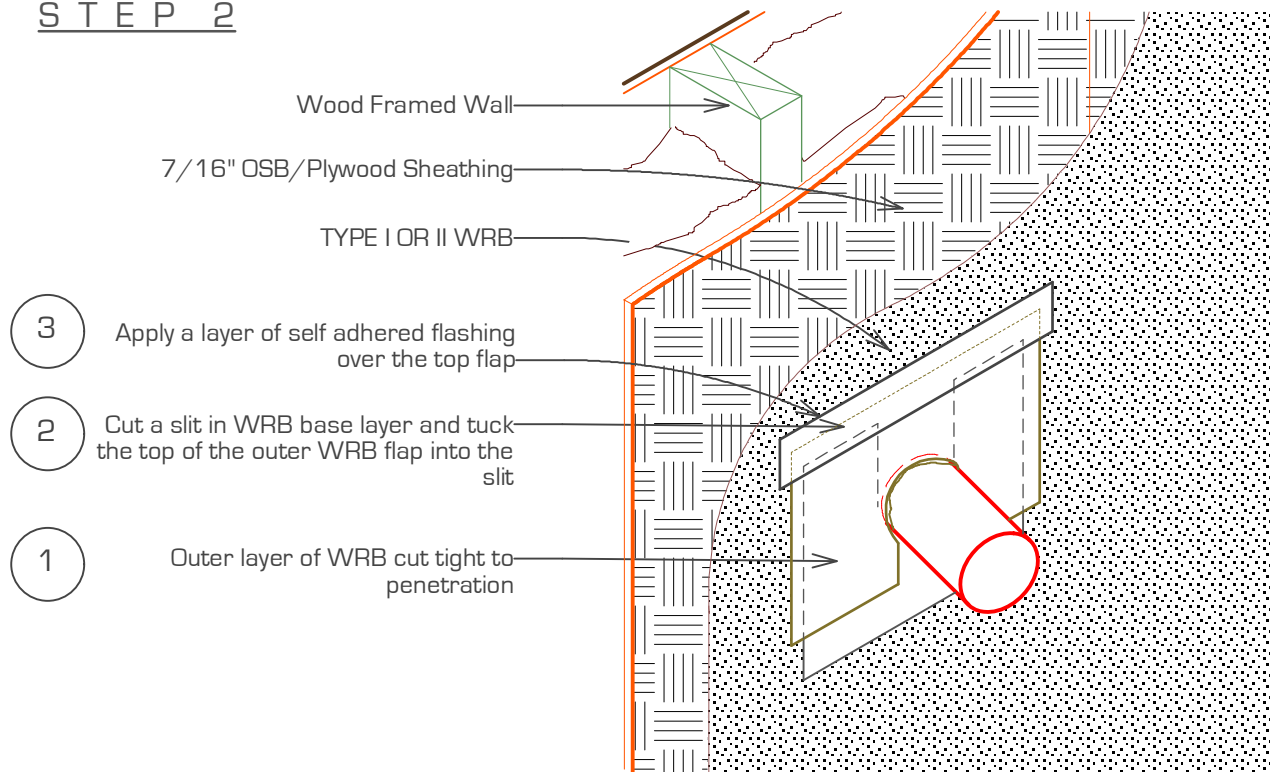 STEP 2
Wood Framed Wall
7/16" OSB/Plywood Sheathing
TYPE I OR II WRB
3
Apply a layer of self adhered flashing
over the top flap
2
Cut a slit in WRB base layer and tuck
the top of the outer WRB flap into the
slit
1
Outer layer of WRB cut tight to
penetration